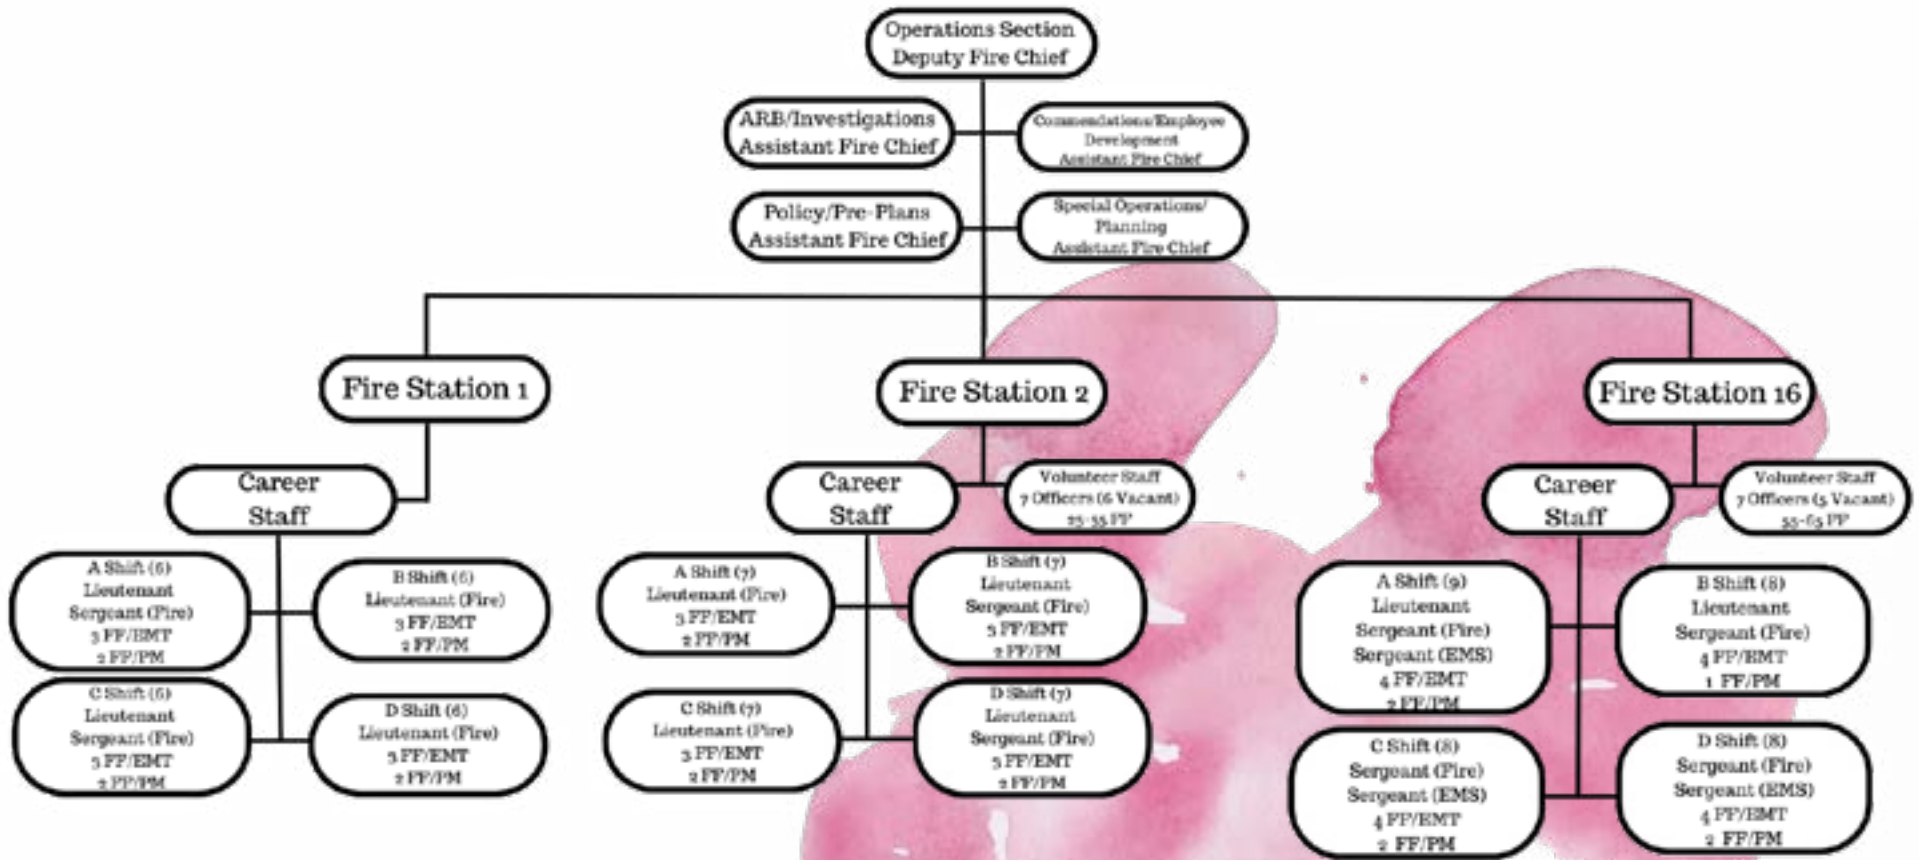 Operations Section
Deputy Fire Chief
ARB/Investigations
Assistant Fire Chief
Commendations/Employee
Development
Assistant Fire Chief
Policy/Pre-Plans
Assistant Fire Chief
Special Operations/
Planning
Assistant Fire Chief
Fire Station 1
Fire Station 2
Fire Station 16
Career
Staff
Career
Staff
Volunteer Staff
7 Officers (6 Vacant)
25-35 FF
Career
Staff
Volunteer Staff
7 Officers (5 Vacant)
55-65 FF
A Shift (6)
Lieutenant
Sergeant (Fire)
3 FF/EMT
2 FF/PM
B Shift (6)
Lieutenant (Fire)
3 FF/EMT
2 FF/PM
C Shift (6)
Lieutenant
Sergeant (Fire)
3 FF/EMT
2 FF/PM
D Shift (6)
Lieutenant (Fire)
3 FF/EMT
2 FF/PM
A Shift (7)
Lieutenant (Fire)
3 FF/EMT
2 FF/PM
B Shift (7)
Lieutenant
Sergeant (Fire)
3 FF/EMT
2 FF/PM
C Shift (7)
Lieutenant (Fire)
3 FF/EMT
2 FF/PM
D Shift (7)
Lieutenant
Sergeant (Fire)
3 FF/EMT
2 FF/PM
A Shift (9)
Lieutenant
Sergeant (Fire)
Sergeant (EMS)
4 FF/EMT
2 FF/PM
B Shift (8)
Lieutenant
Sergeant (Fire)
4 FF/EMT
1 FF/PM
C Shift (8)
Sergeant (Fire)
Sergeant (EMS)
4 FF/EMT
2 FF/PM
D Shift (8)
Sergeant (Fire)
Sergeant (EMS)
4 FF/EMT
2 FF/PM